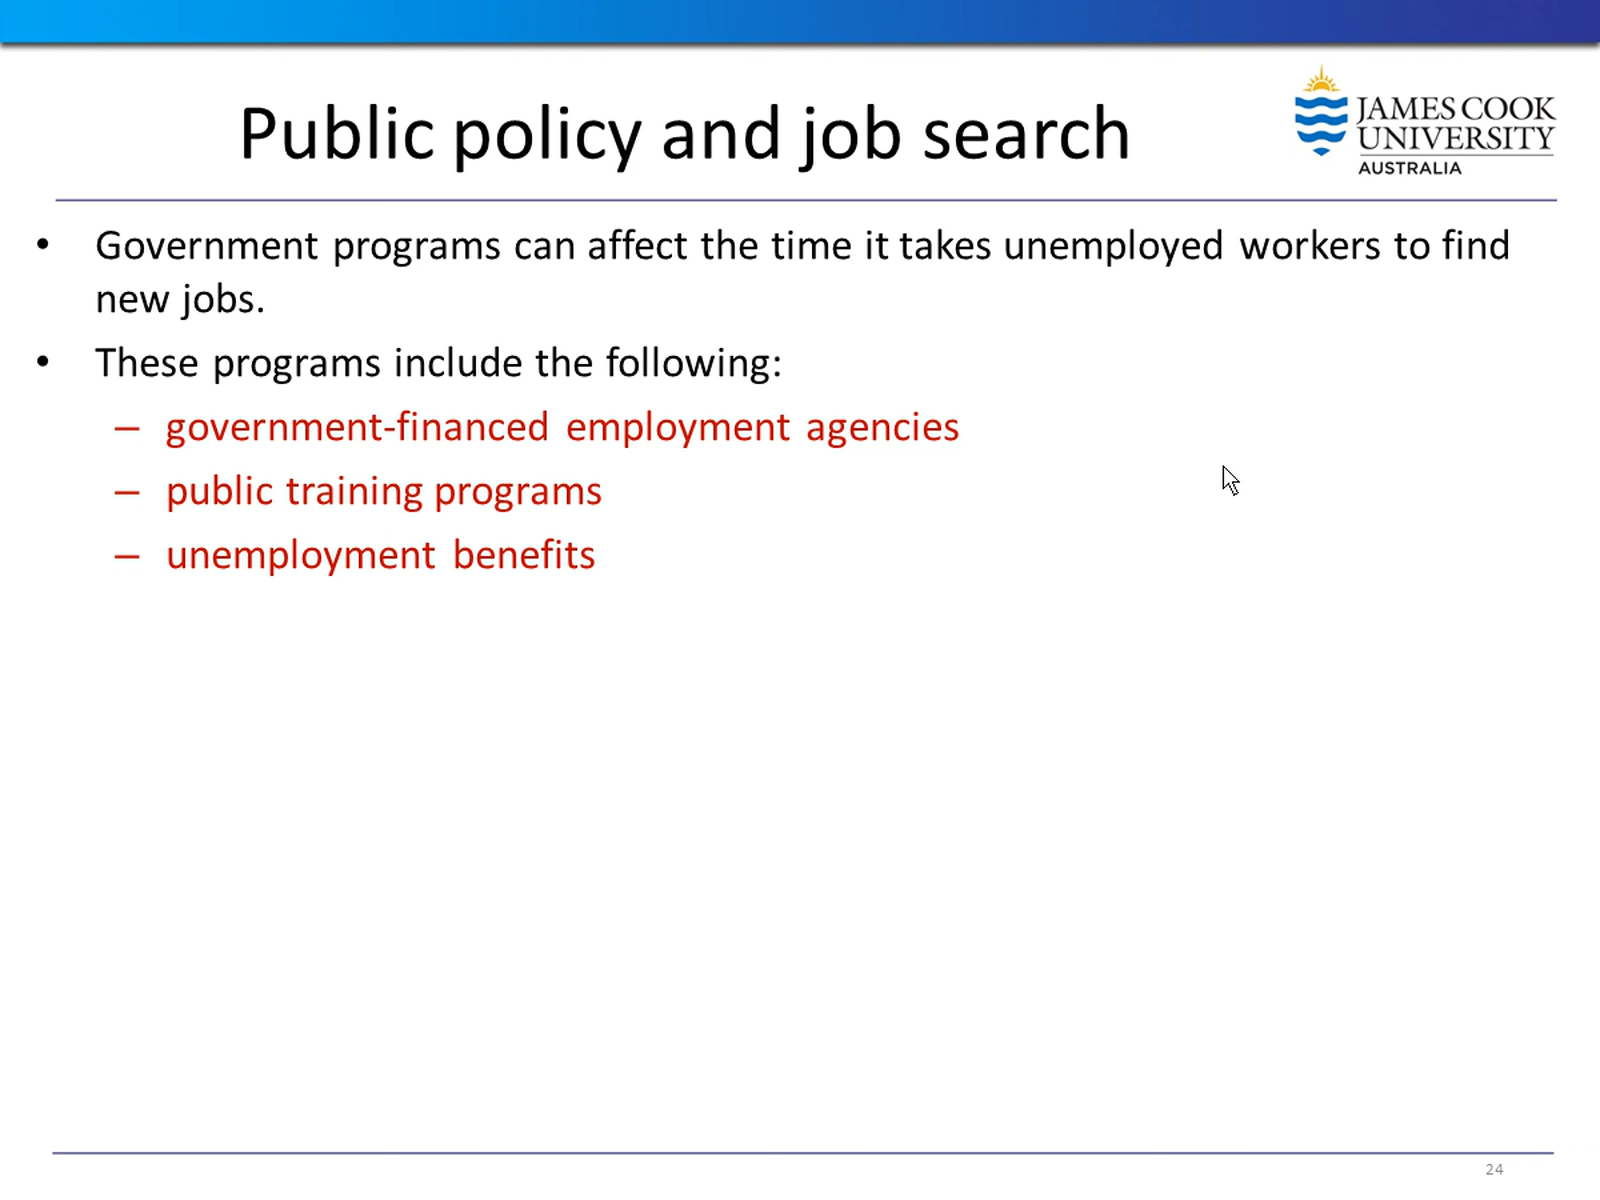 Public policy and job search
JAMES COOK
UNIVERSITY
AUSTRALIA
• Government programs can affect the time it takes unemployed workers to find
new jobs.
• These programs include the following:
– government-financed employment agencies
– public training programs
– unemployment benefits
24